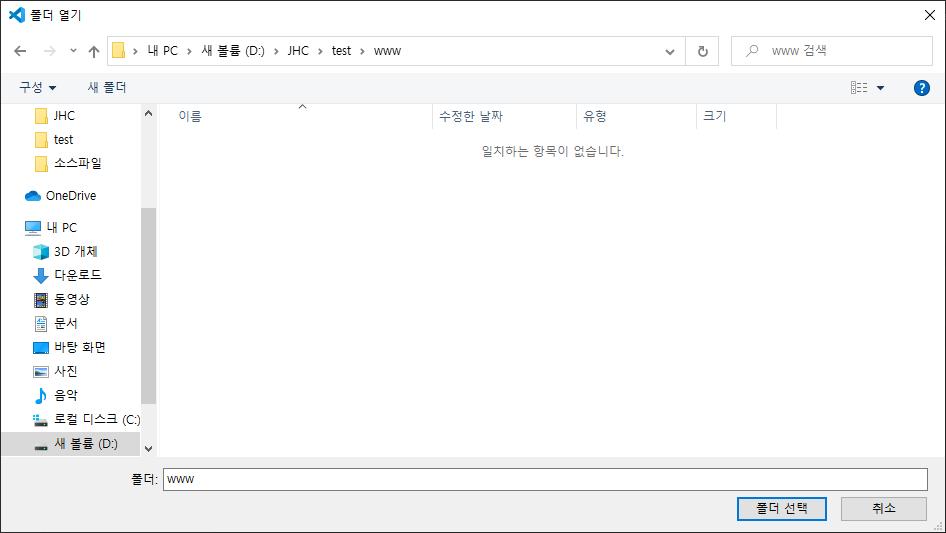 폴더 열기
내 PC 새 볼륨 (D:) JHC test www
www 검색
구성 새 폴더
이름 수정한 날짜 유형 크기
일치하는 항목이 없습니다.
JHC
test
소스파일
OneDrive
내 PC
3D 개체
다운로드
동영상
문서
바탕 화면
사진
음악
로컬 디스크 (C:)
새 볼륨 (D:)
폴더: www
폴더 선택 취소